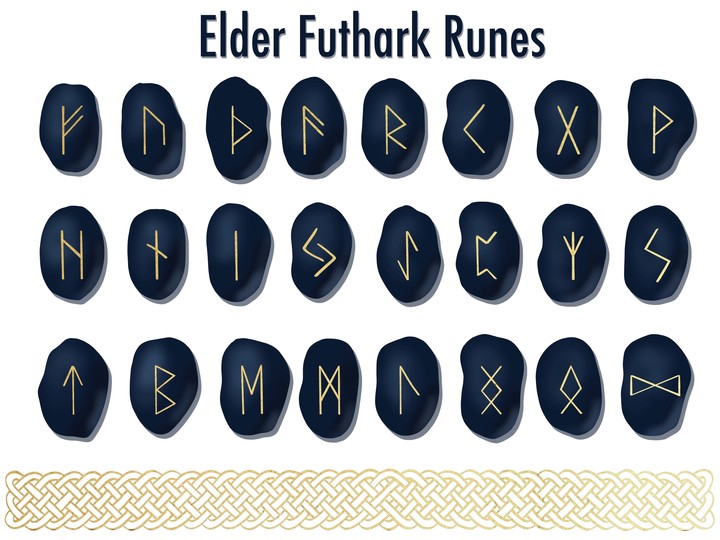 Elder Futhark Runes
ᚠ ᚢ ᚦ ᚨ ᚱ ᚲ ᚷ ᚹ
ᚺ ᚾ ᛁ ᛃ ᛇ ᛈ ᛉ ᛊ
ᛏ ᛒ ᛖ ᛗ ᛚ ᛝ ᛟ ᛞ